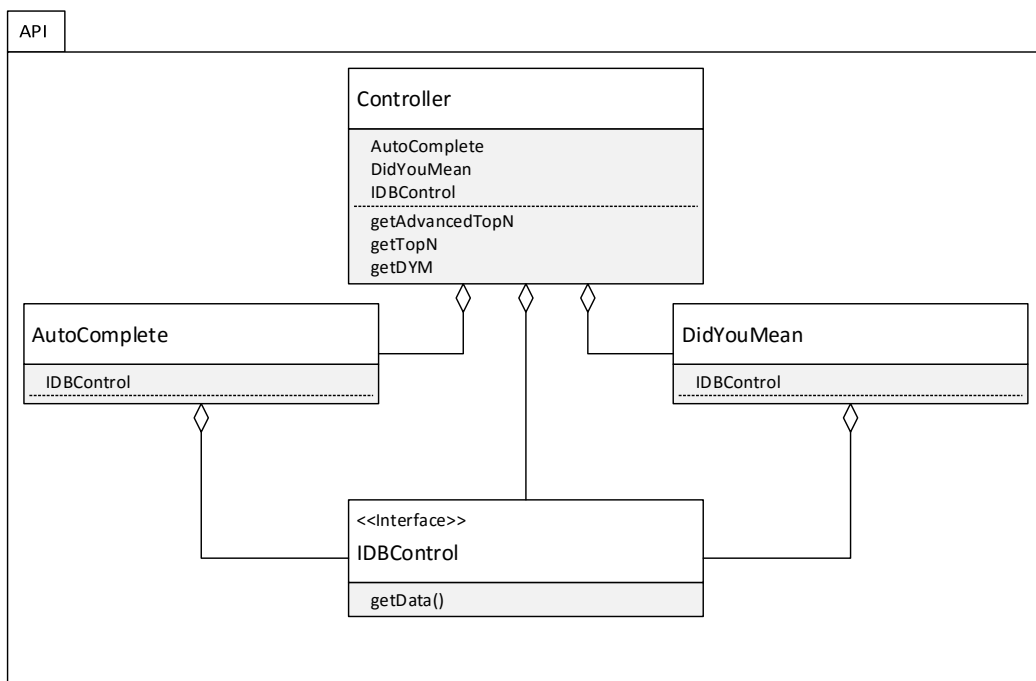 API
Controller
AutoComplete
DidYouMean
IDBControl
getAdvancedTopN
getTopN
getDYM
AutoComplete
IDBControl
DidYouMean
IDBControl
<<Interface>>
IDBControl
getData()